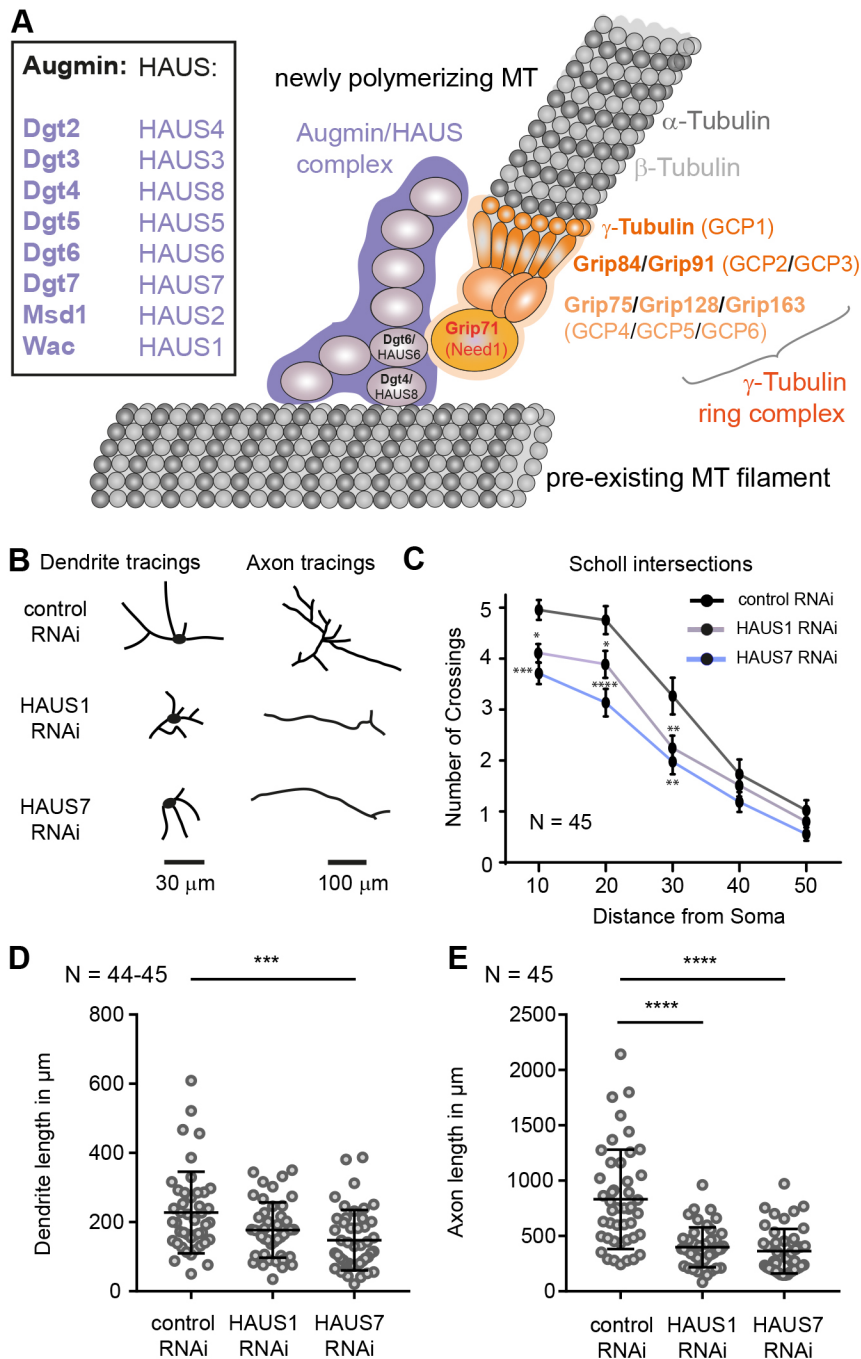 A
Augmin: HAUS:
Dgt2 HAUS4
Dgt3 HAUS3
Dgt4 HAUS8
Dgt5 HAUS5
Dgt6 HAUS6
Dgt7 HAUS7
Msd1 HAUS2
Wac HAUS1
newly polymerizing MT
Augmin/HAUS
complex
α-Tubulin
β-Tubulin
γ-Tubulin (GCP1)
Grip84/Grip91 (GCP2/GCP3)
Grip75/Grip128/Grip163
(GCP4/GCP5/GCP6)
Grip71
(Need1)
Dgt6/
HAUS6
Dgt4/
HAUS8
γ-Tubulin
ring complex
pre-existing MT filament
B
Dendrite tracings
Axon tracings
control
RNAi
HAUS1
RNAi
HAUS7
RNAi
30 μm
100 μm
C
Scholl intersections
control RNAi
HAUS1 RNAi
HAUS7 RNAi
Number of Crossings
5
4
3
2
1
0
*
***
*
****
**
**
N = 45
10 20 30 40 50
Distance from Soma
D
N = 44-45
***
Dendrite length in μm
800
600
400
200
0
control
RNAi
HAUS1
RNAi
HAUS7
RNAi
E
N = 45
****
****
Axon length in μm
2500
2000
1500
1000
500
0
control
RNAi
HAUS1
RNAi
HAUS7
RNAi